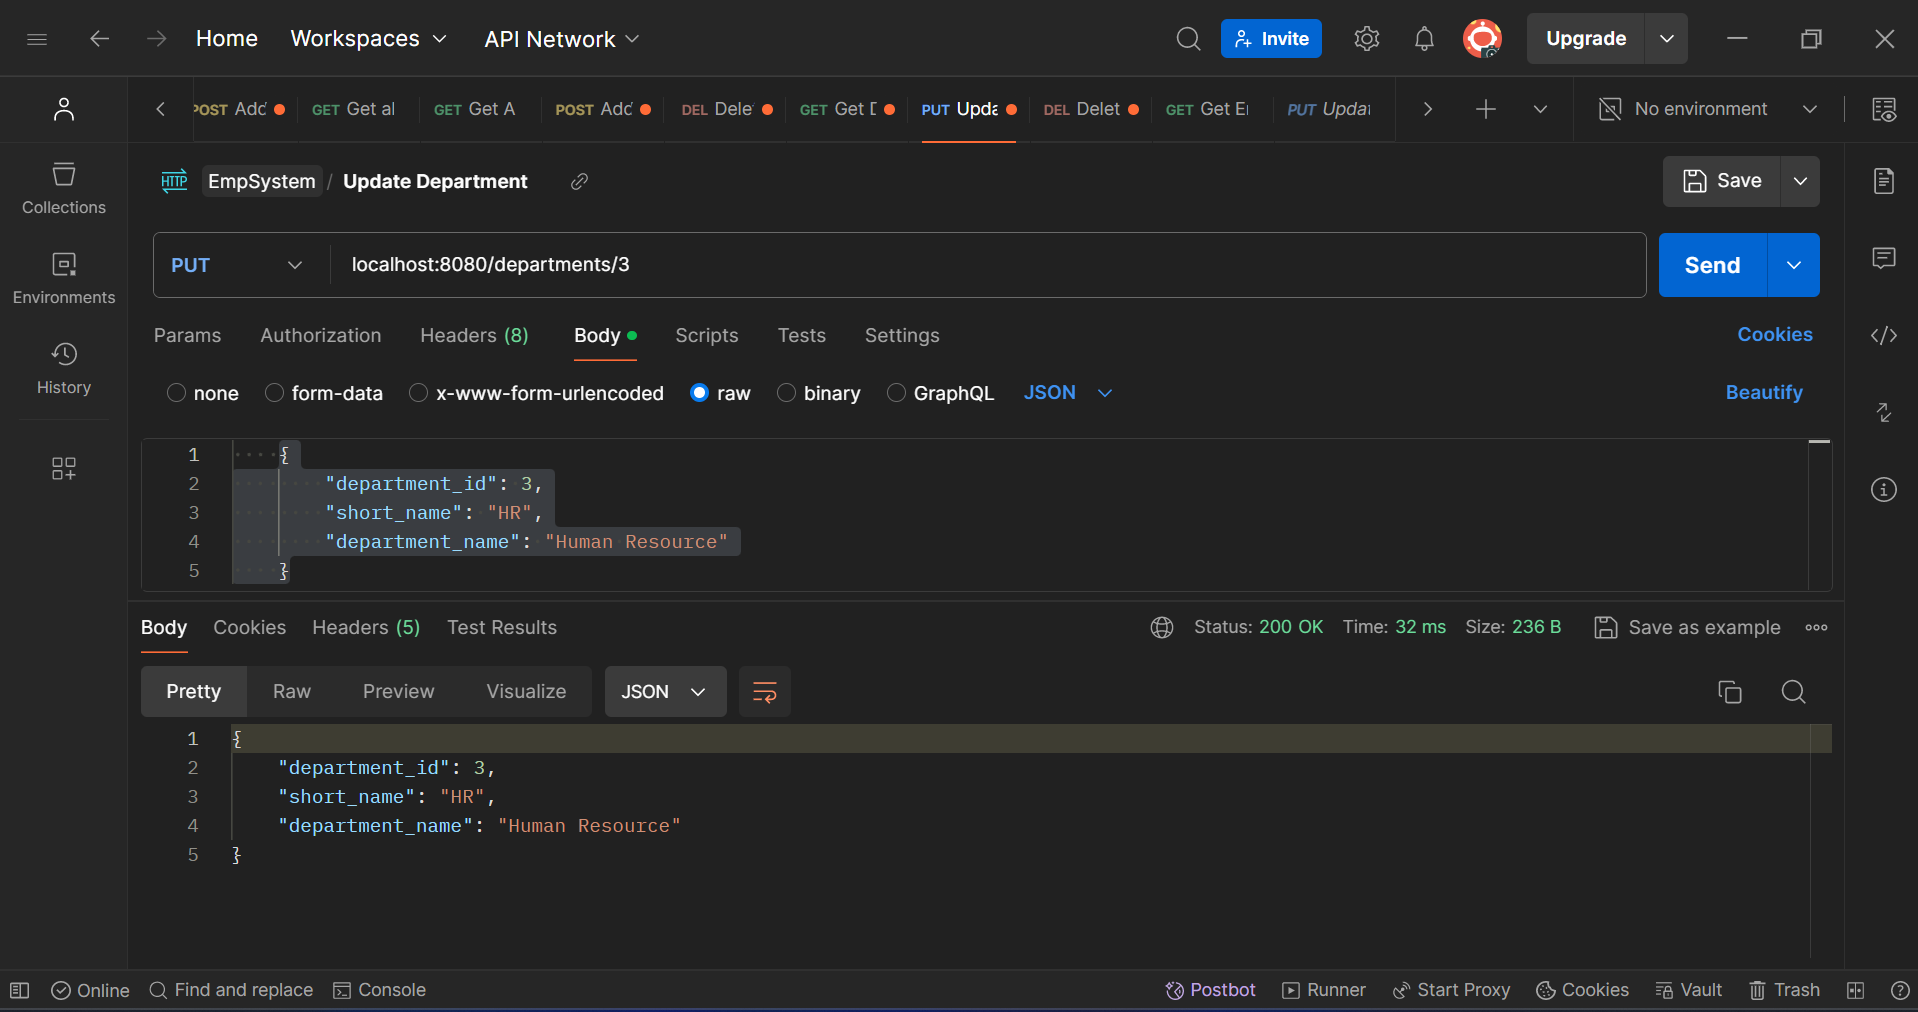 Home Workspaces API Network Invite Upgrade
POST Add GET Get al GET Get A POST Add DEL Dele GET Get D PUT Upda DEL Delet GET Get E PUT Updat No environment
HTTP EmpSystem / Update Department Save
Collections
PUT localhost:8080/departments/3 Send
Environments
Params Authorization Headers (8) Body Scripts Tests Settings Cookies
History
none form-data x-www-form-urlencoded raw binary GraphQL JSON Beautify
1 {
2 "department_id": 3,
3 "short_name": "HR",
4 "department_name": "Human Resource"
5 }
Body Cookies Headers (5) Test Results Status: 200 OK Time: 32 ms Size: 236 B Save as example
Pretty Raw Preview Visualize JSON
1 {
2 "department_id": 3,
3 "short_name": "HR",
4 "department_name": "Human Resource"
5 }
Online Find and replace Console Postbot Runner Start Proxy Cookies Vault Trash